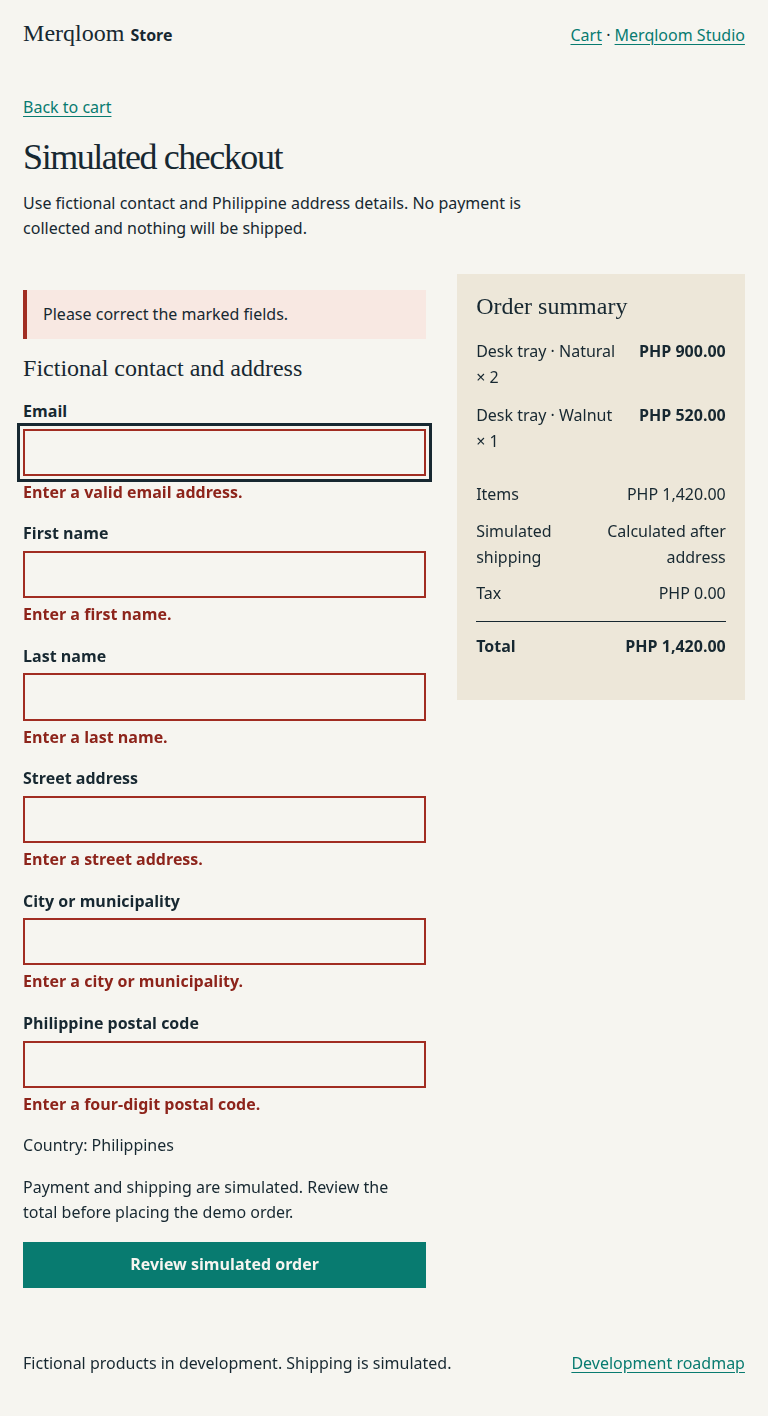 Merqloom Store
Cart · Merqloom Studio
Back to cart
Simulated checkout
Use fictional contact and Philippine address details. No payment is
collected and nothing will be shipped.
Please correct the marked fields.
Fictional contact and address
Email
Enter a valid email address.
First name
Enter a first name.
Last name
Enter a last name.
Street address
Enter a street address.
City or municipality
Enter a city or municipality.
Philippine postal code
Enter a four-digit postal code.
Country: Philippines
Payment and shipping are simulated. Review the
total before placing the demo order.
Review simulated order
Order summary
Desk tray · Natural PHP 900.00
× 2
Desk tray · Walnut PHP 520.00
× 1
Items PHP 1,420.00
Simulated Calculated after
shipping address
Tax PHP 0.00
Total PHP 1,420.00
Fictional products in development. Shipping is simulated.
Development roadmap